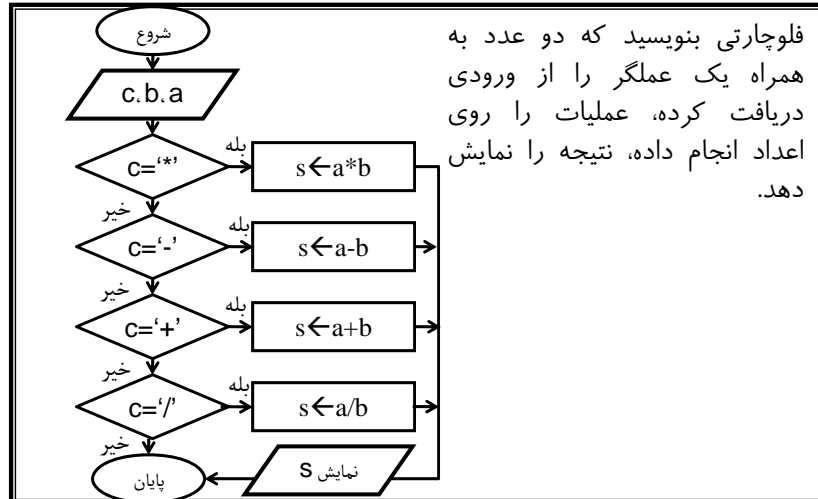 فلوچارتی بنویسید که دو عدد به
همراه یک عملگر را از ورودی
دریافت کرده، عملیات را روی
اعداد انجام داده، نتیجه را نمایش
دهد.
شروع
c،b،a
c=‘*’
بله
s←a*b
خیر
c=‘-’
بله
s←a-b
خیر
c=‘+’
بله
s←a+b
خیر
c=‘/’
بله
s←a/b
خیر
نمایش s
پایان